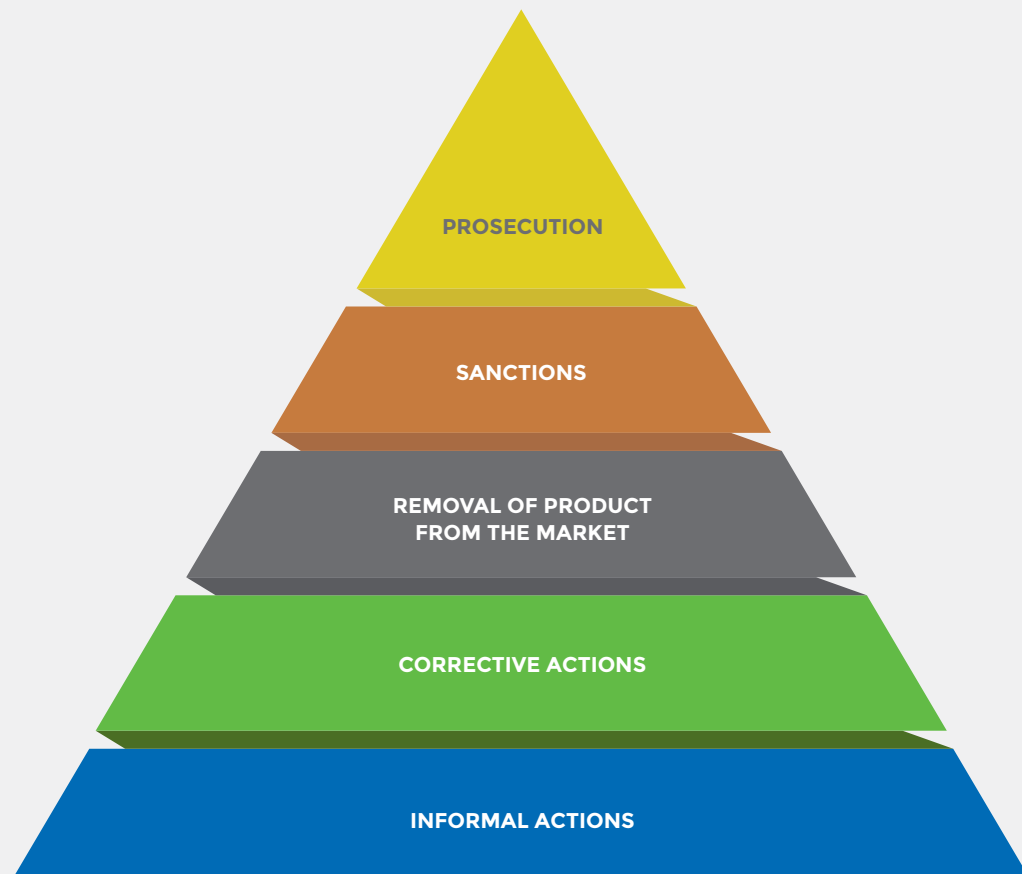 PROSECUTION
SANCTIONS
REMOVAL OF PRODUCT
FROM THE MARKET
CORRECTIVE ACTIONS
INFORMAL ACTIONS